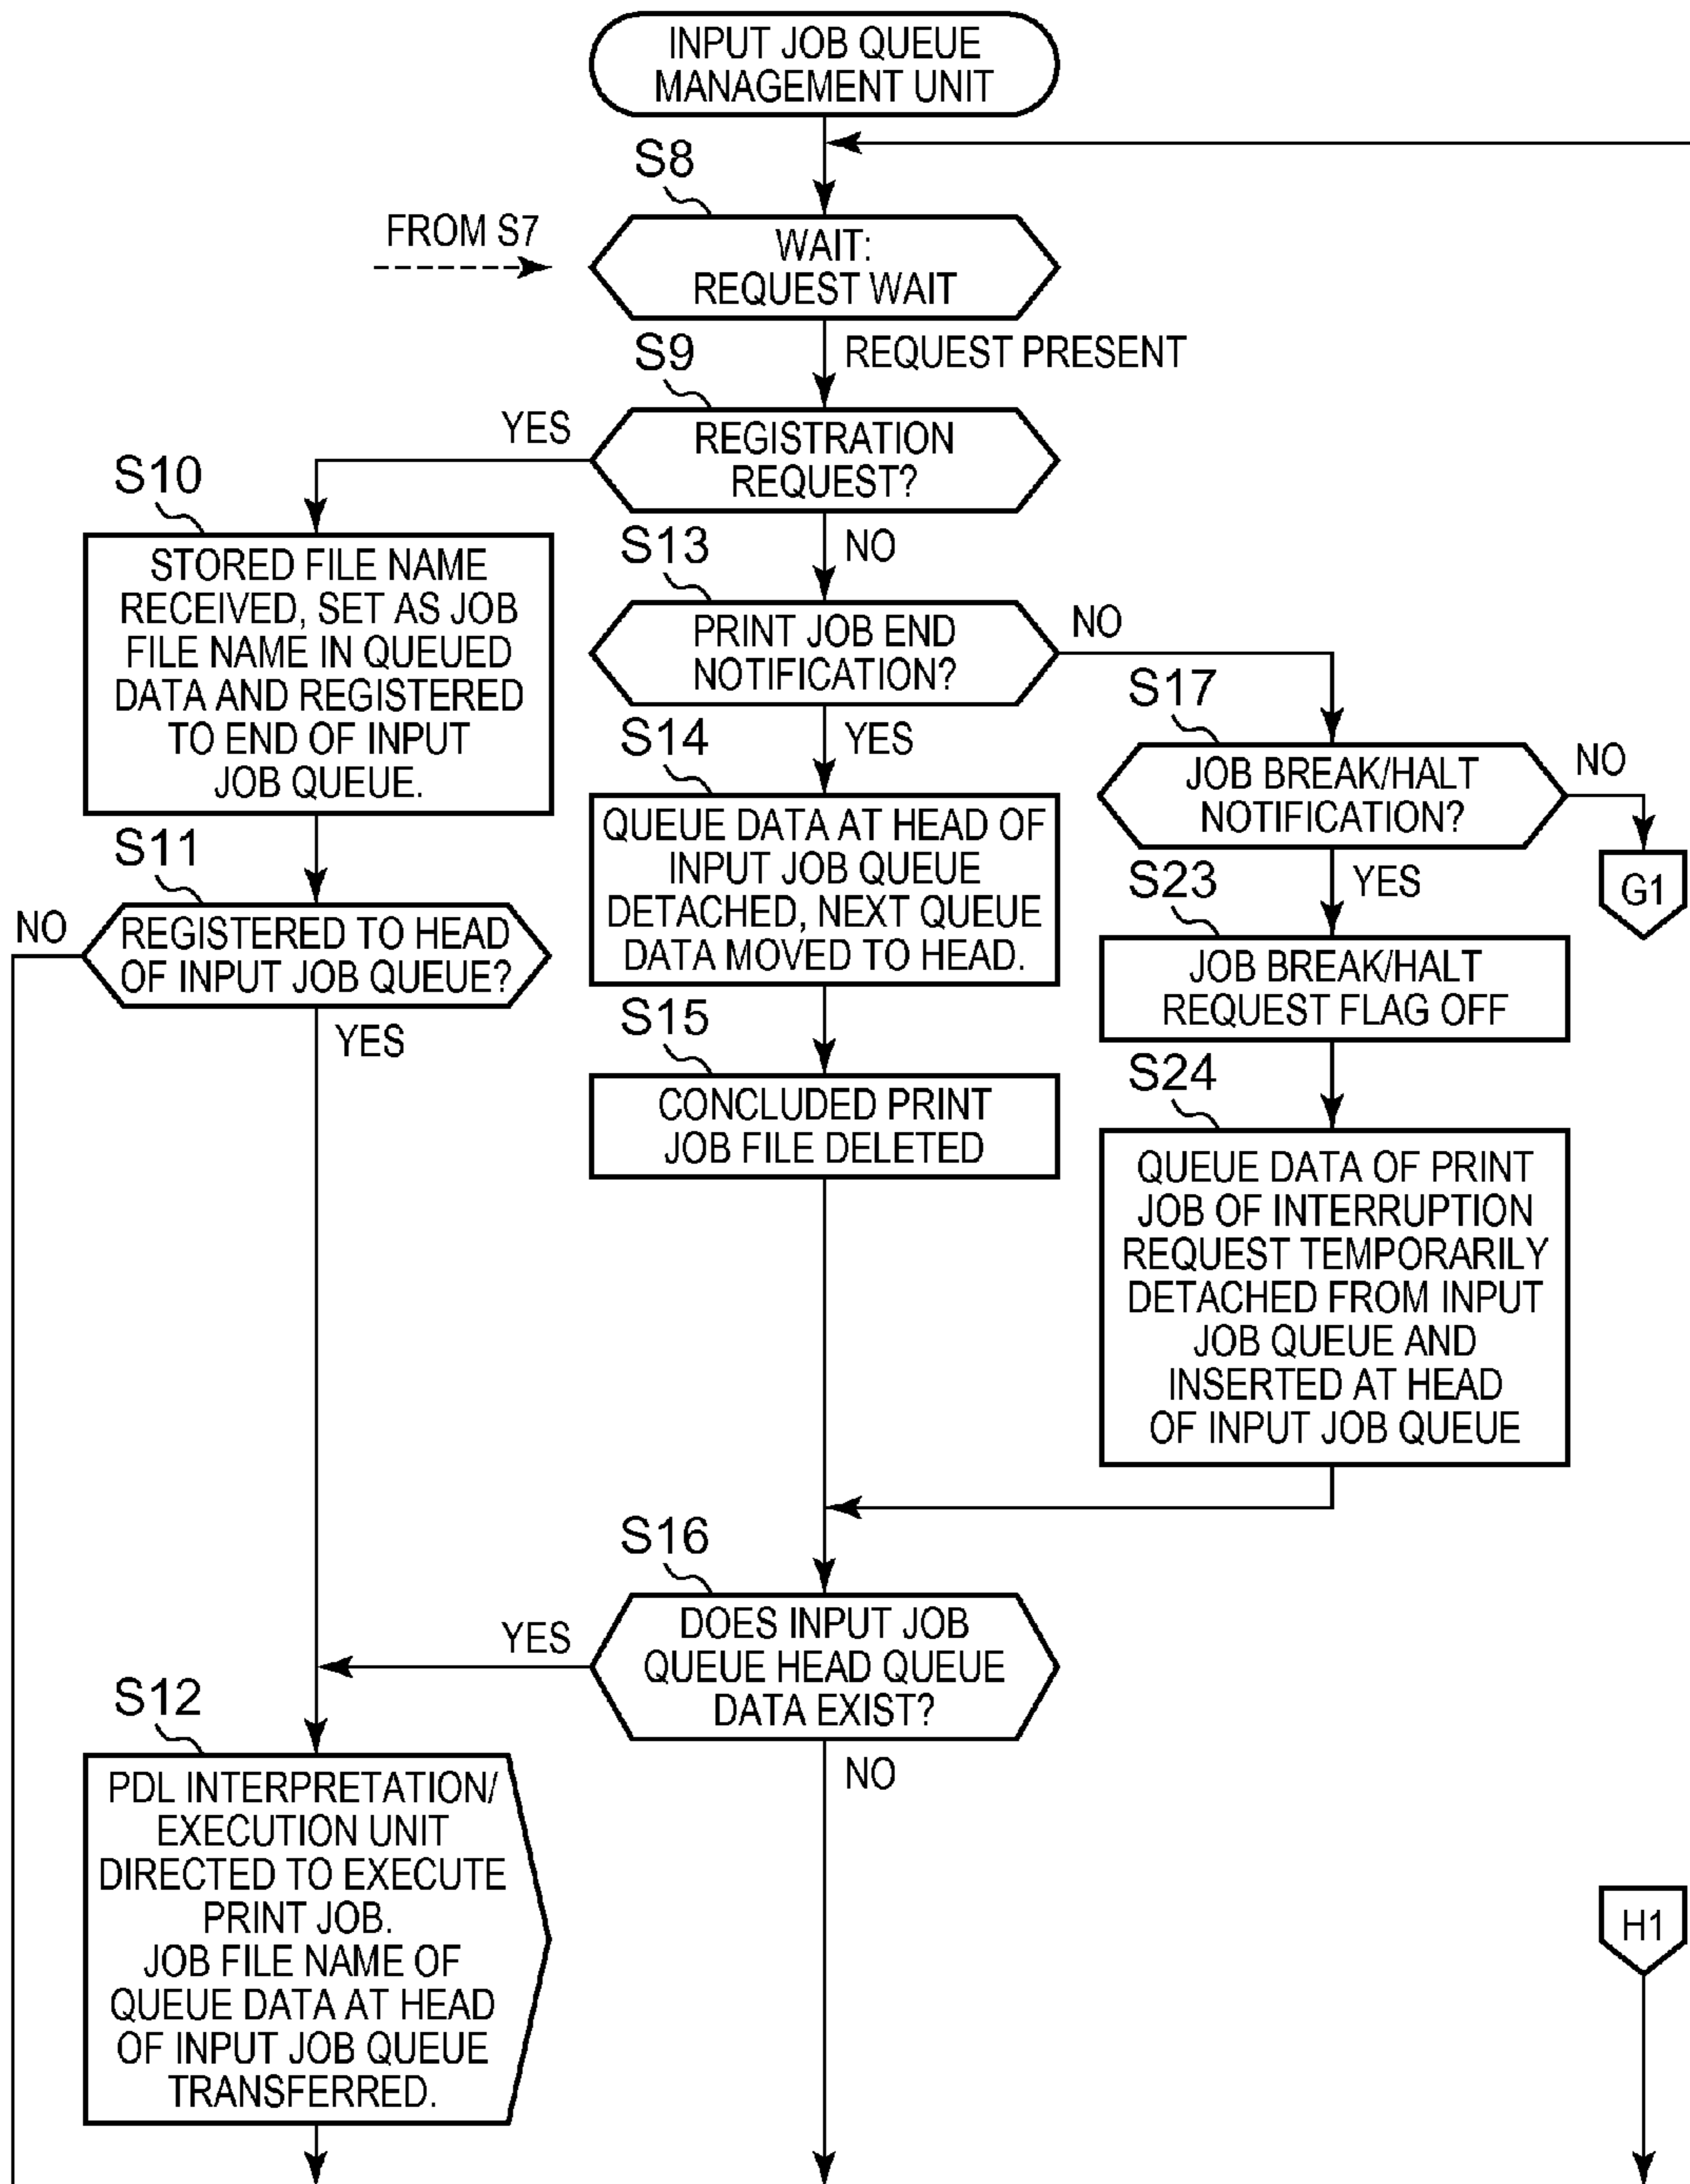 INPUT JOB QUEUE
MANAGEMENT UNIT
S8
FROM S7
WAIT:
REQUEST WAIT
REQUEST PRESENT
S9
YES
REGISTRATION
REQUEST?
NO
S10
STORED FILE NAME
RECEIVED, SET AS JOB
FILE NAME IN QUEUED
DATA AND REGISTERED
TO END OF INPUT
JOB QUEUE.
S11
NO
REGISTERED TO HEAD
OF INPUT JOB QUEUE?
YES
S13
PRINT JOB END
NOTIFICATION?
NO
YES
S14
QUEUE DATA AT HEAD OF
INPUT JOB QUEUE
DETACHED, NEXT QUEUE
DATA MOVED TO HEAD.
S15
CONCLUDED PRINT
JOB FILE DELETED
S17
JOB BREAK/HALT
NOTIFICATION?
NO
G1
YES
S23
JOB BREAK/HALT
REQUEST FLAG OFF
S24
QUEUE DATA OF PRINT
JOB OF INTERRUPTION
REQUEST TEMPORARILY
DETACHED FROM INPUT
JOB QUEUE AND
INSERTED AT HEAD
OF INPUT JOB QUEUE
S16
YES
DOES INPUT JOB
QUEUE HEAD QUEUE
DATA EXIST?
NO
S12
PDL INTERPRETATION/
EXECUTION UNIT
DIRECTED TO EXECUTE
PRINT JOB.
JOB FILE NAME OF
QUEUE DATA AT HEAD
OF INPUT JOB QUEUE
TRANSFERRED.
H1